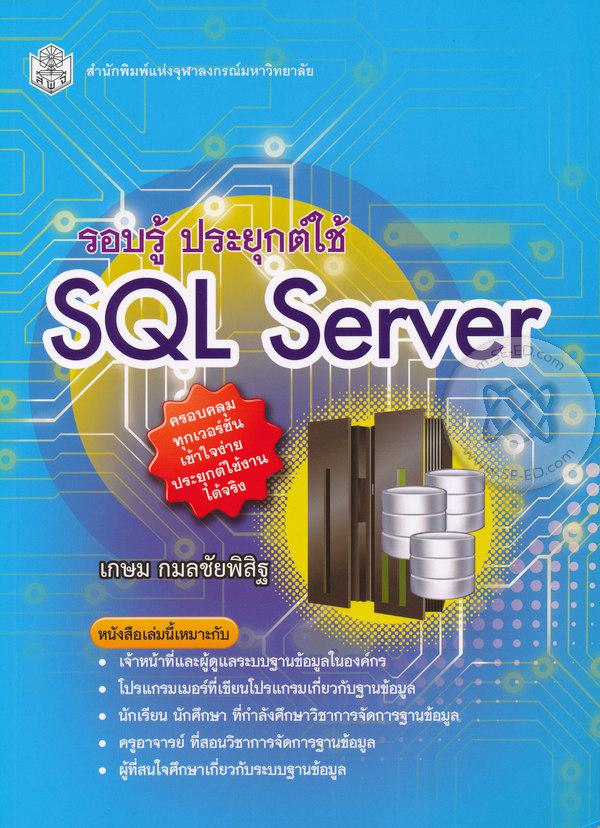 สำนักพิมพ์แห่งจุฬาลงกรณ์มหาวิทยาลัย
สพจ
รอบรู้ ประยุกต์ใช้
SQL Server
m.SE-ED.com
www.SE-ED.com
ครอบคลุม
ทุกเวอร์ชัน
เข้าใจง่าย
ประยุกต์ใช้งาน
ได้จริง
เกษม กมลชัยพิสิฐ
หนังสือเล่มนี้เหมาะกับ
• เจ้าหน้าที่และผู้ดูแลระบบฐานข้อมูลในองค์กร
• โปรแกรมเมอร์ที่เขียนโปรแกรมเกี่ยวกับฐานข้อมูล
• นักเรียน นักศึกษา ที่กำลังศึกษาวิชาการจัดการฐานข้อมูล
• ครูอาจารย์ ที่สอนวิชาการจัดการฐานข้อมูล
• ผู้ที่สนใจศึกษาเกี่ยวกับระบบฐานข้อมูล